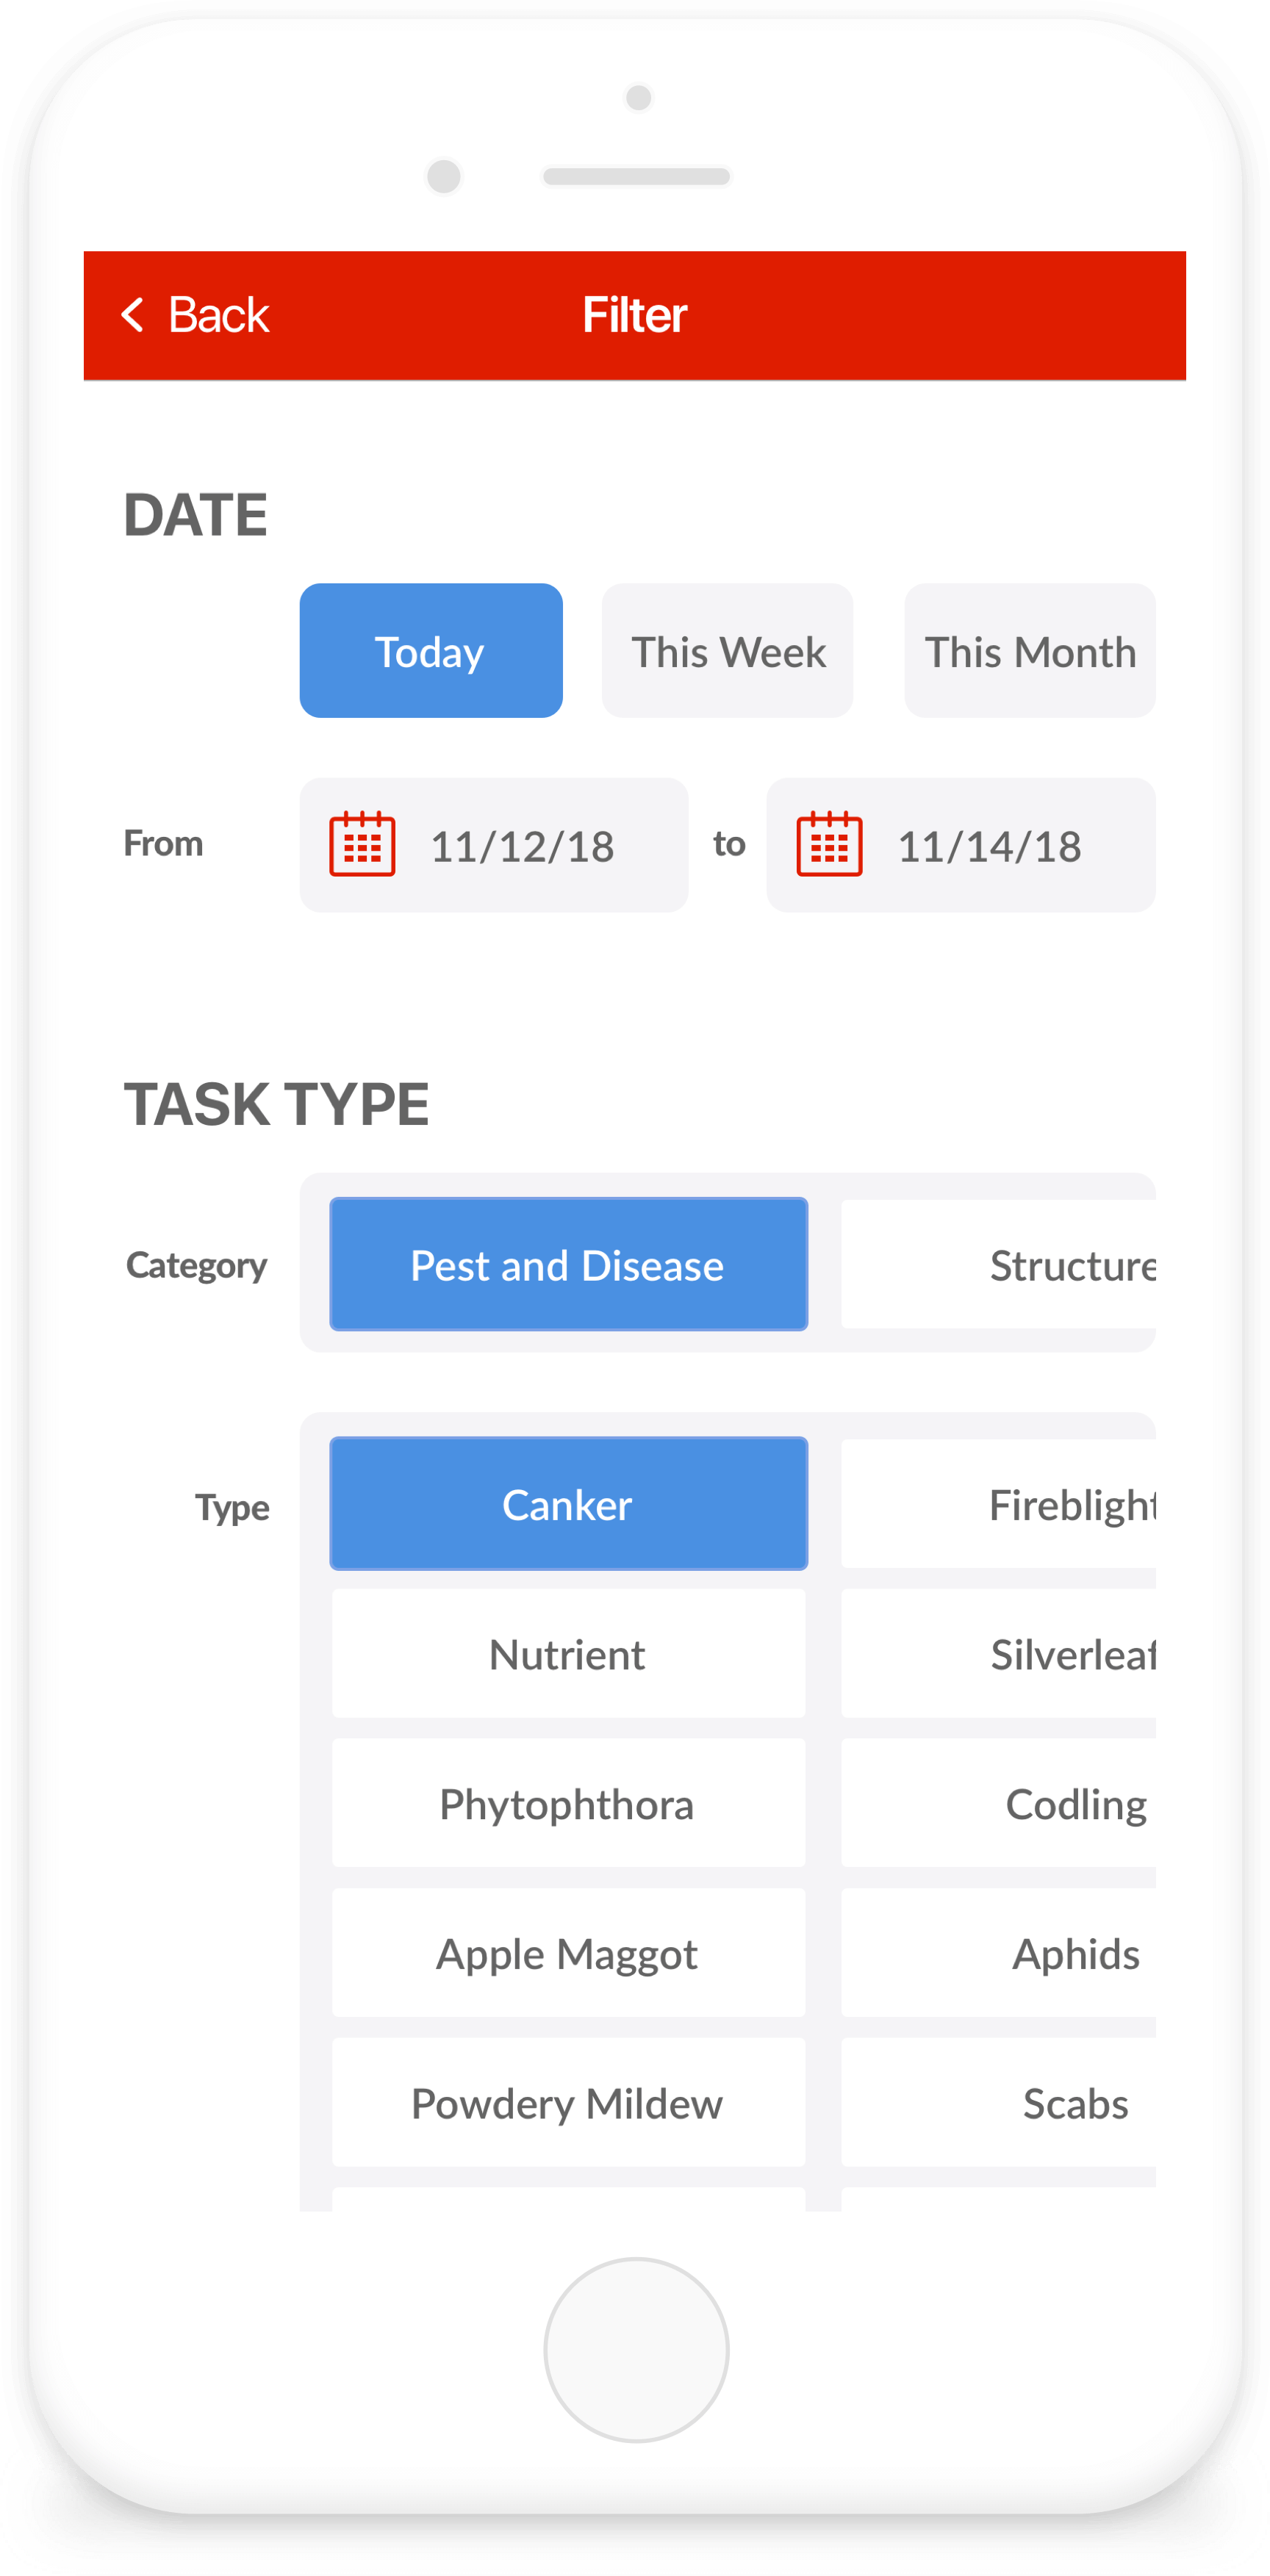 Back Filter
DATE
Today This Week This Month
From 11/12/18 to 11/14/18
TASK TYPE
Category Pest and Disease Structure
Type Canker Fireblight
Nutrient Silverleaf
Phytophthora Codling
Apple Maggot Aphids
Powdery Mildew Scabs